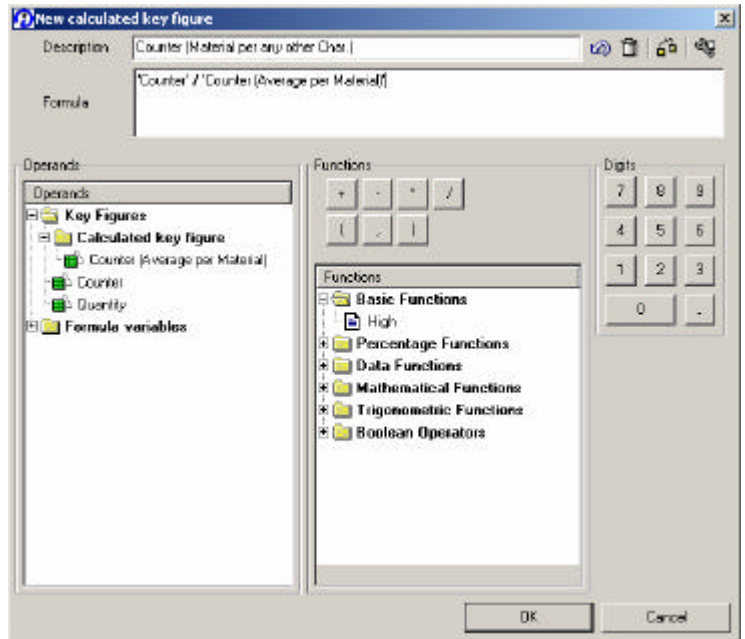 New calculated key figure
Description
Counter (Material per any other Char.)
Formula
'Counter' / 'Counter (Average per Material)'
Operands
Operands
Key Figures
Calculated key figure
Counter (Average per Material)
Counter
Quantity
Formula variables
Functions
+ - * /
( , )
Functions
Basic Functions
High
Percentage Functions
Data Functions
Mathematical Functions
Trigonometric Functions
Boolean Operators
Digits
7 8 9
4 5 6
1 2 3
0 .
OK
Cancel